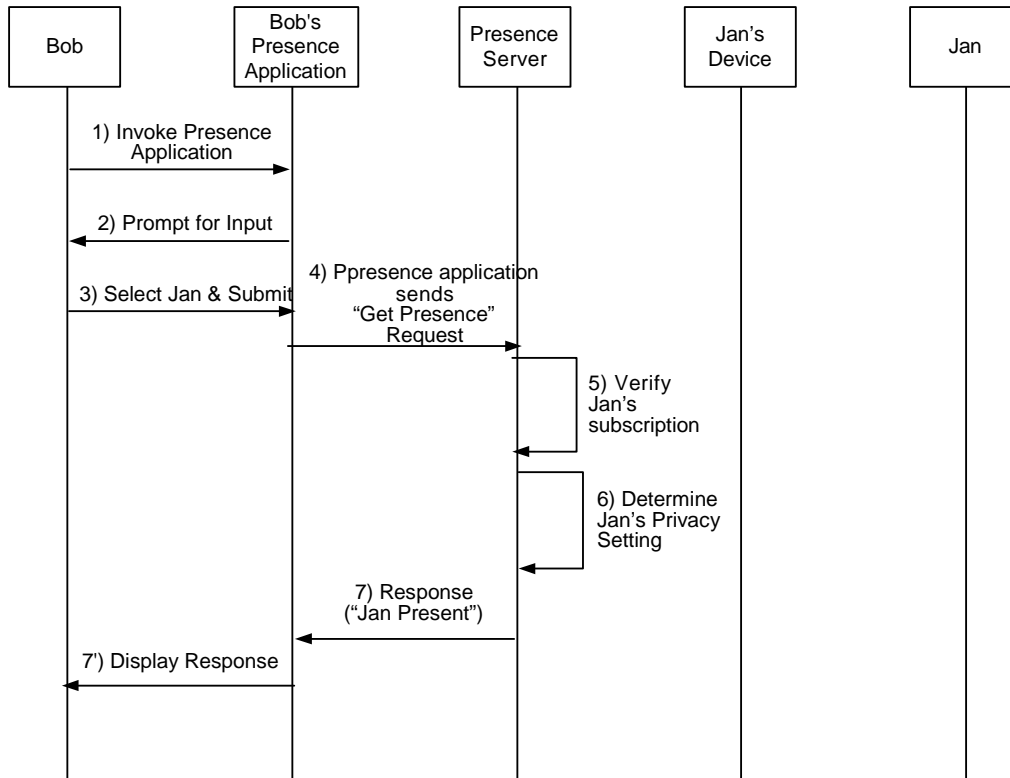 Bob
Bob's
Presence
Application
Presence
Server
Jan’s
Device
Jan
1) Invoke Presence
Application
2) Prompt for Input
3) Select Jan & Submit
4) Ppresence application
sends
“Get Presence”
Request
5) Verify
Jan’s
subscription
6) Determine
Jan’s Privacy
Setting
7) Response
(“Jan Present”)
7') Display Response